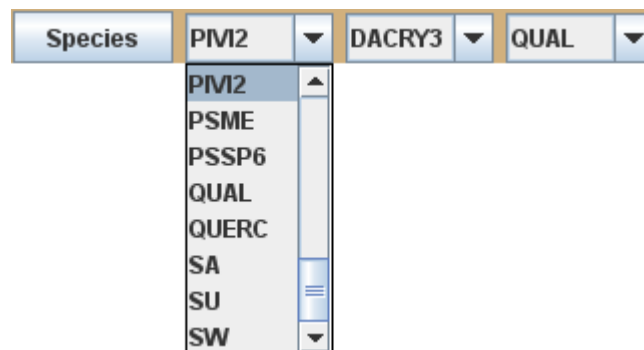 Species PIVI2 DACRY3 QUAL
PIVI2
PSME
PSSP6
QUAL
QUERC
SA
SU
SW